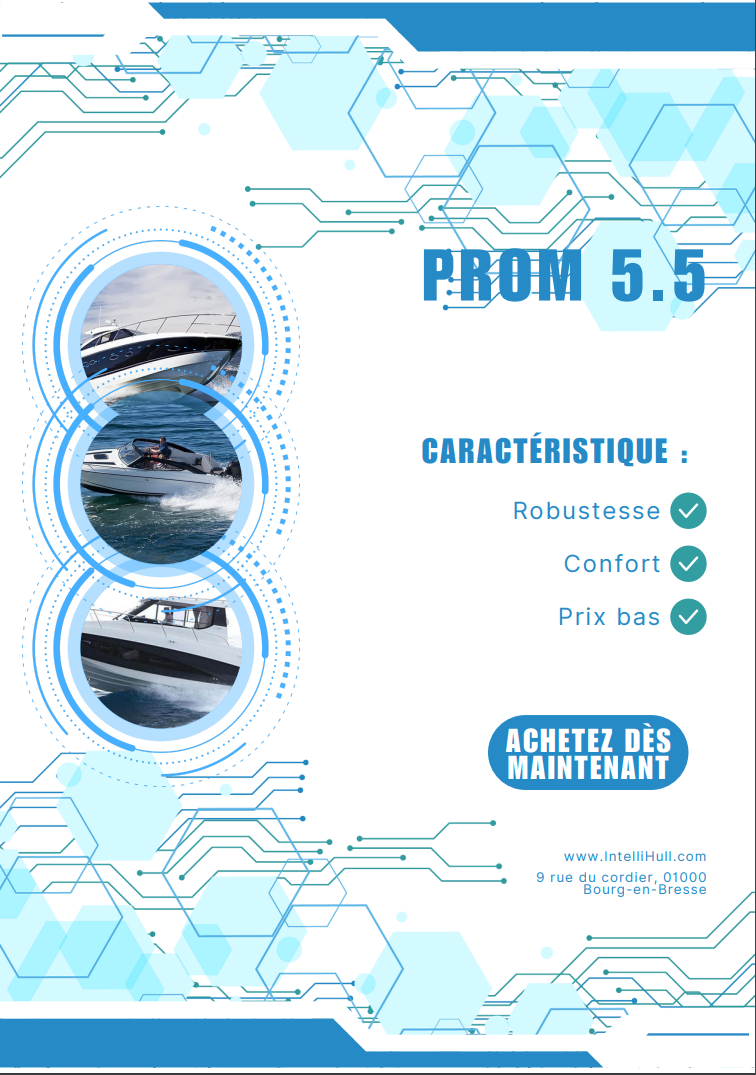 PROM 5.5
CARACTÉRISTIQUE :
Robustesse
Confort
Prix bas
ACHETEZ DÈS
MAINTENANT
www.IntelliHull.com
9 rue du cordier, 01000
Bourg-en-Bresse